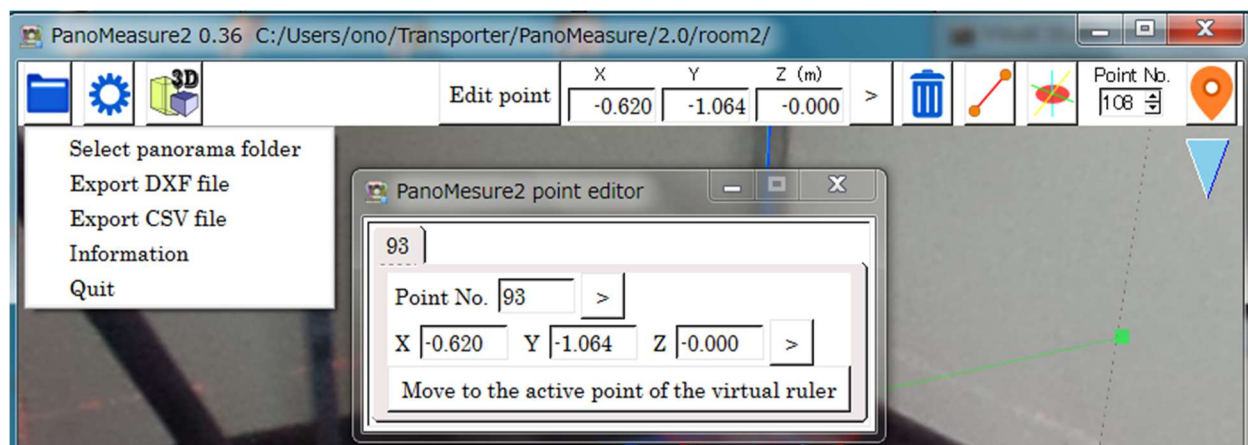 PanoMeasure2 0.36 C:/Users/ono/Transporter/PanoMeasure/2.0/room2/
3D
Edit point
X Y Z (m)
-0.620 -1.064 -0.000 >
Point No.
108
Select panorama folder
Export DXF file
Export CSV file
Information
Quit
PanoMesure2 point editor
93
Point No. 93 >
X -0.620 Y -1.064 Z -0.000 >
Move to the active point of the virtual ruler